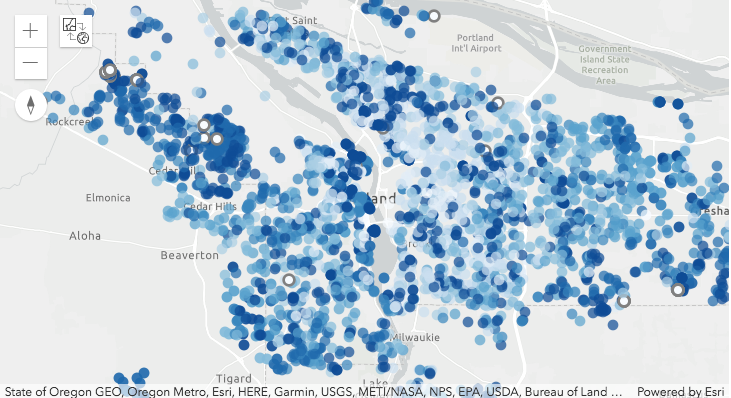 t Saint
Portland
Int'l Airport
Government
Island State
Recreation
Area
Rockcreek
Elmonica
Cedar Hills
and
esha
Aloha
Beaverton
Milwaukie
Tigard
Lake
State of Oregon GEO, Oregon Metro, Esri, HERE, Garmin, USGS, METI/NASA, NPS, EPA, USDA, Bureau of Land ... Powered by Esri